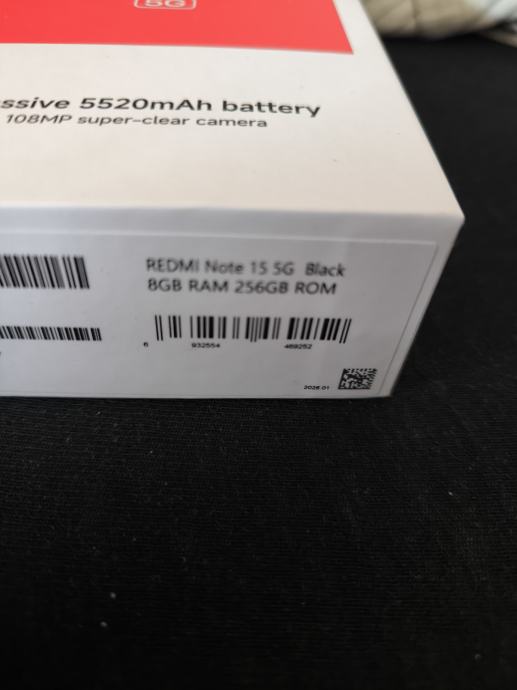 5G
ssive 5520mAh battery
108MP super-clear camera
REDMI Note 15 5G Black
8GB RAM 256GB ROM
6 932554 469252
2026.01